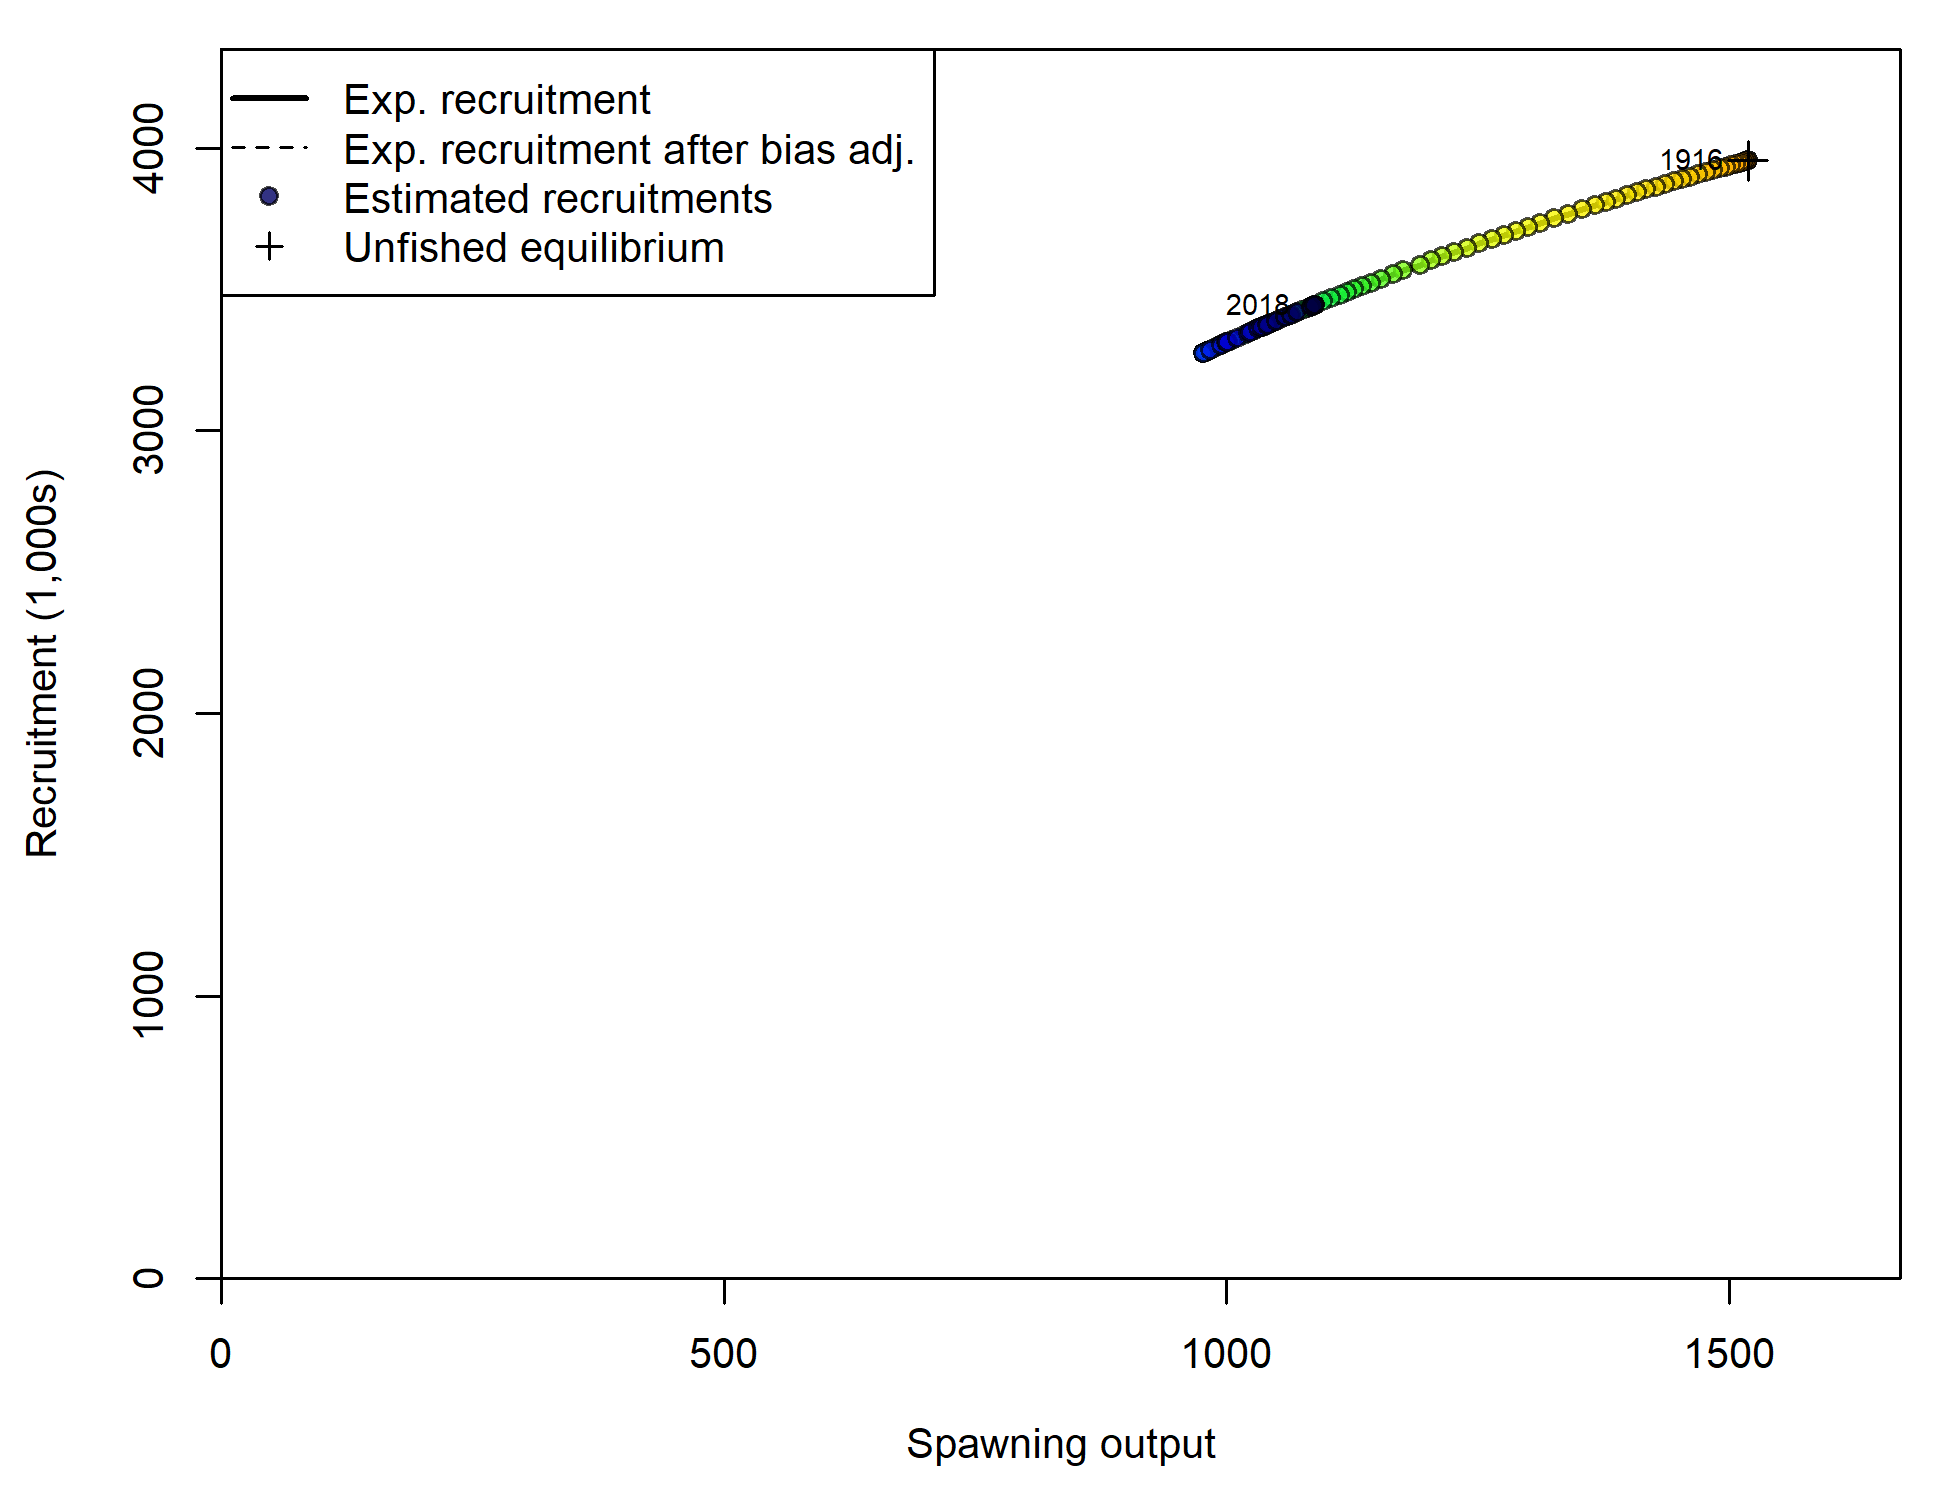 Exp. recruitment
Exp. recruitment after bias adj.
Estimated recruitments
Unfished equilibrium
1916
2018
4000
3000
2000
1000
0
Recruitment (1,000s)
0 500 1000 1500
Spawning output